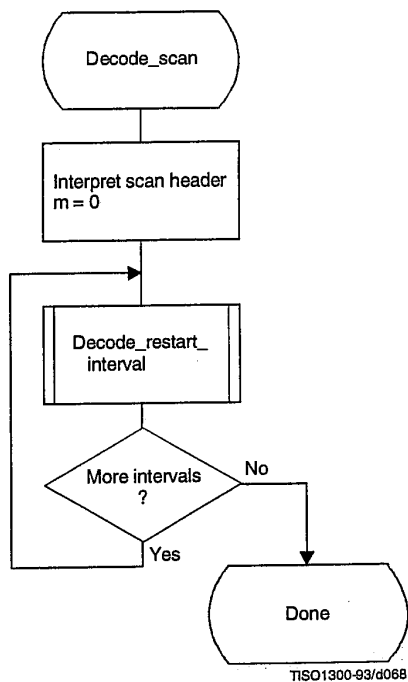 Decode_scan
Interpret scan header
m = 0
Decode_restart_
interval
More intervals
?
No
Yes
Done
TISO1300-93/d068